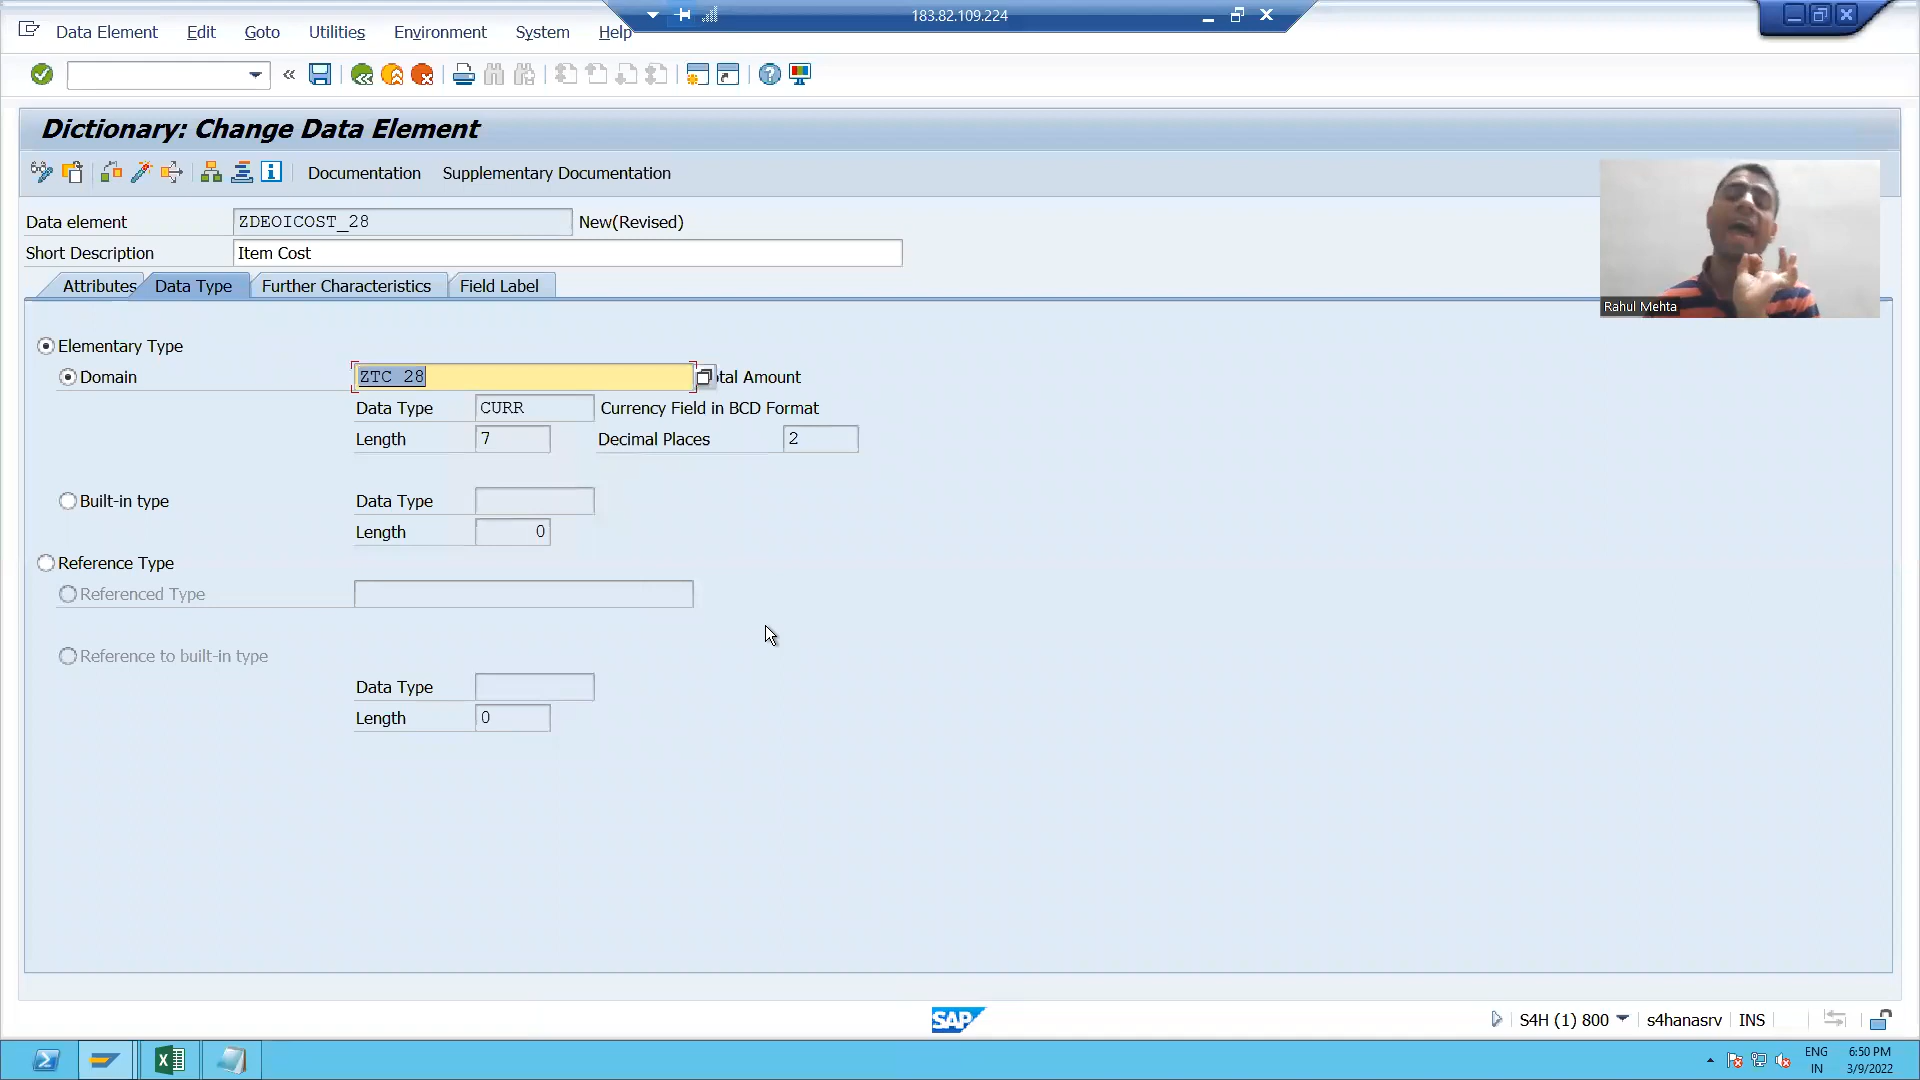 183.82.109.224
Data Element Edit Goto Utilities Environment System Help
Dictionary: Change Data Element
Documentation Supplementary Documentation
Data element ZDEOICOST_28 New(Revised)
Short Description Item Cost
Attributes Data Type Further Characteristics Field Label
Rahul Mehta
Elementary Type
Domain ZTC_28 tal Amount
Data Type CURR Currency Field in BCD Format
Length 7 Decimal Places 2
Built-in type Data Type
Length 0
Reference Type
Referenced Type
Reference to built-in type
Data Type
Length 0
SAP
S4H (1) 800 s4hanasrv INS
ENG 6:50 PM
IN 3/9/2022